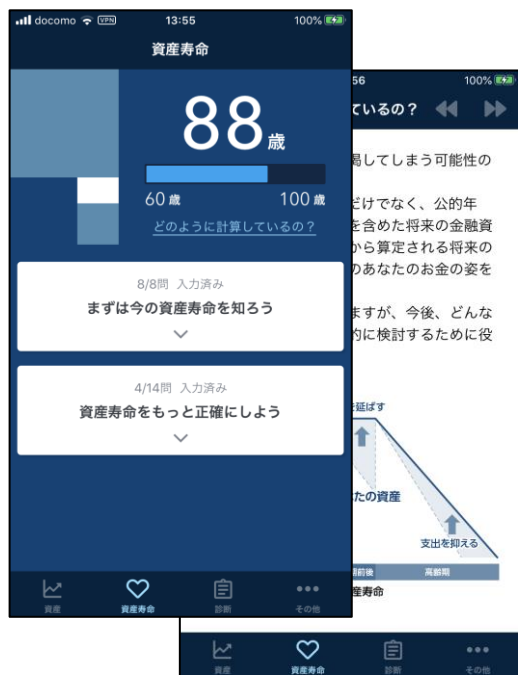 docomo VPN 13:55 100%
資産寿命
88歳
60 歳 100 歳
どのように計算しているの？
8/8問 入力済み
まずは今の資産寿命を知ろう
4/14問 入力済み
資産寿命をもっと正確にしよう
資産 資産寿命 診断 その他
56 100%
ているの？
してしまう可能性の
だけでなく、公的年
を含めた将来の金融資
から算定される将来の
のあなたのお金の姿を
ますが、今後、どんな
的に検討するために役
を延ばす
たの資産
支出を抑える
前後 高齢期
産寿命
資産 資産寿命 診断 その他